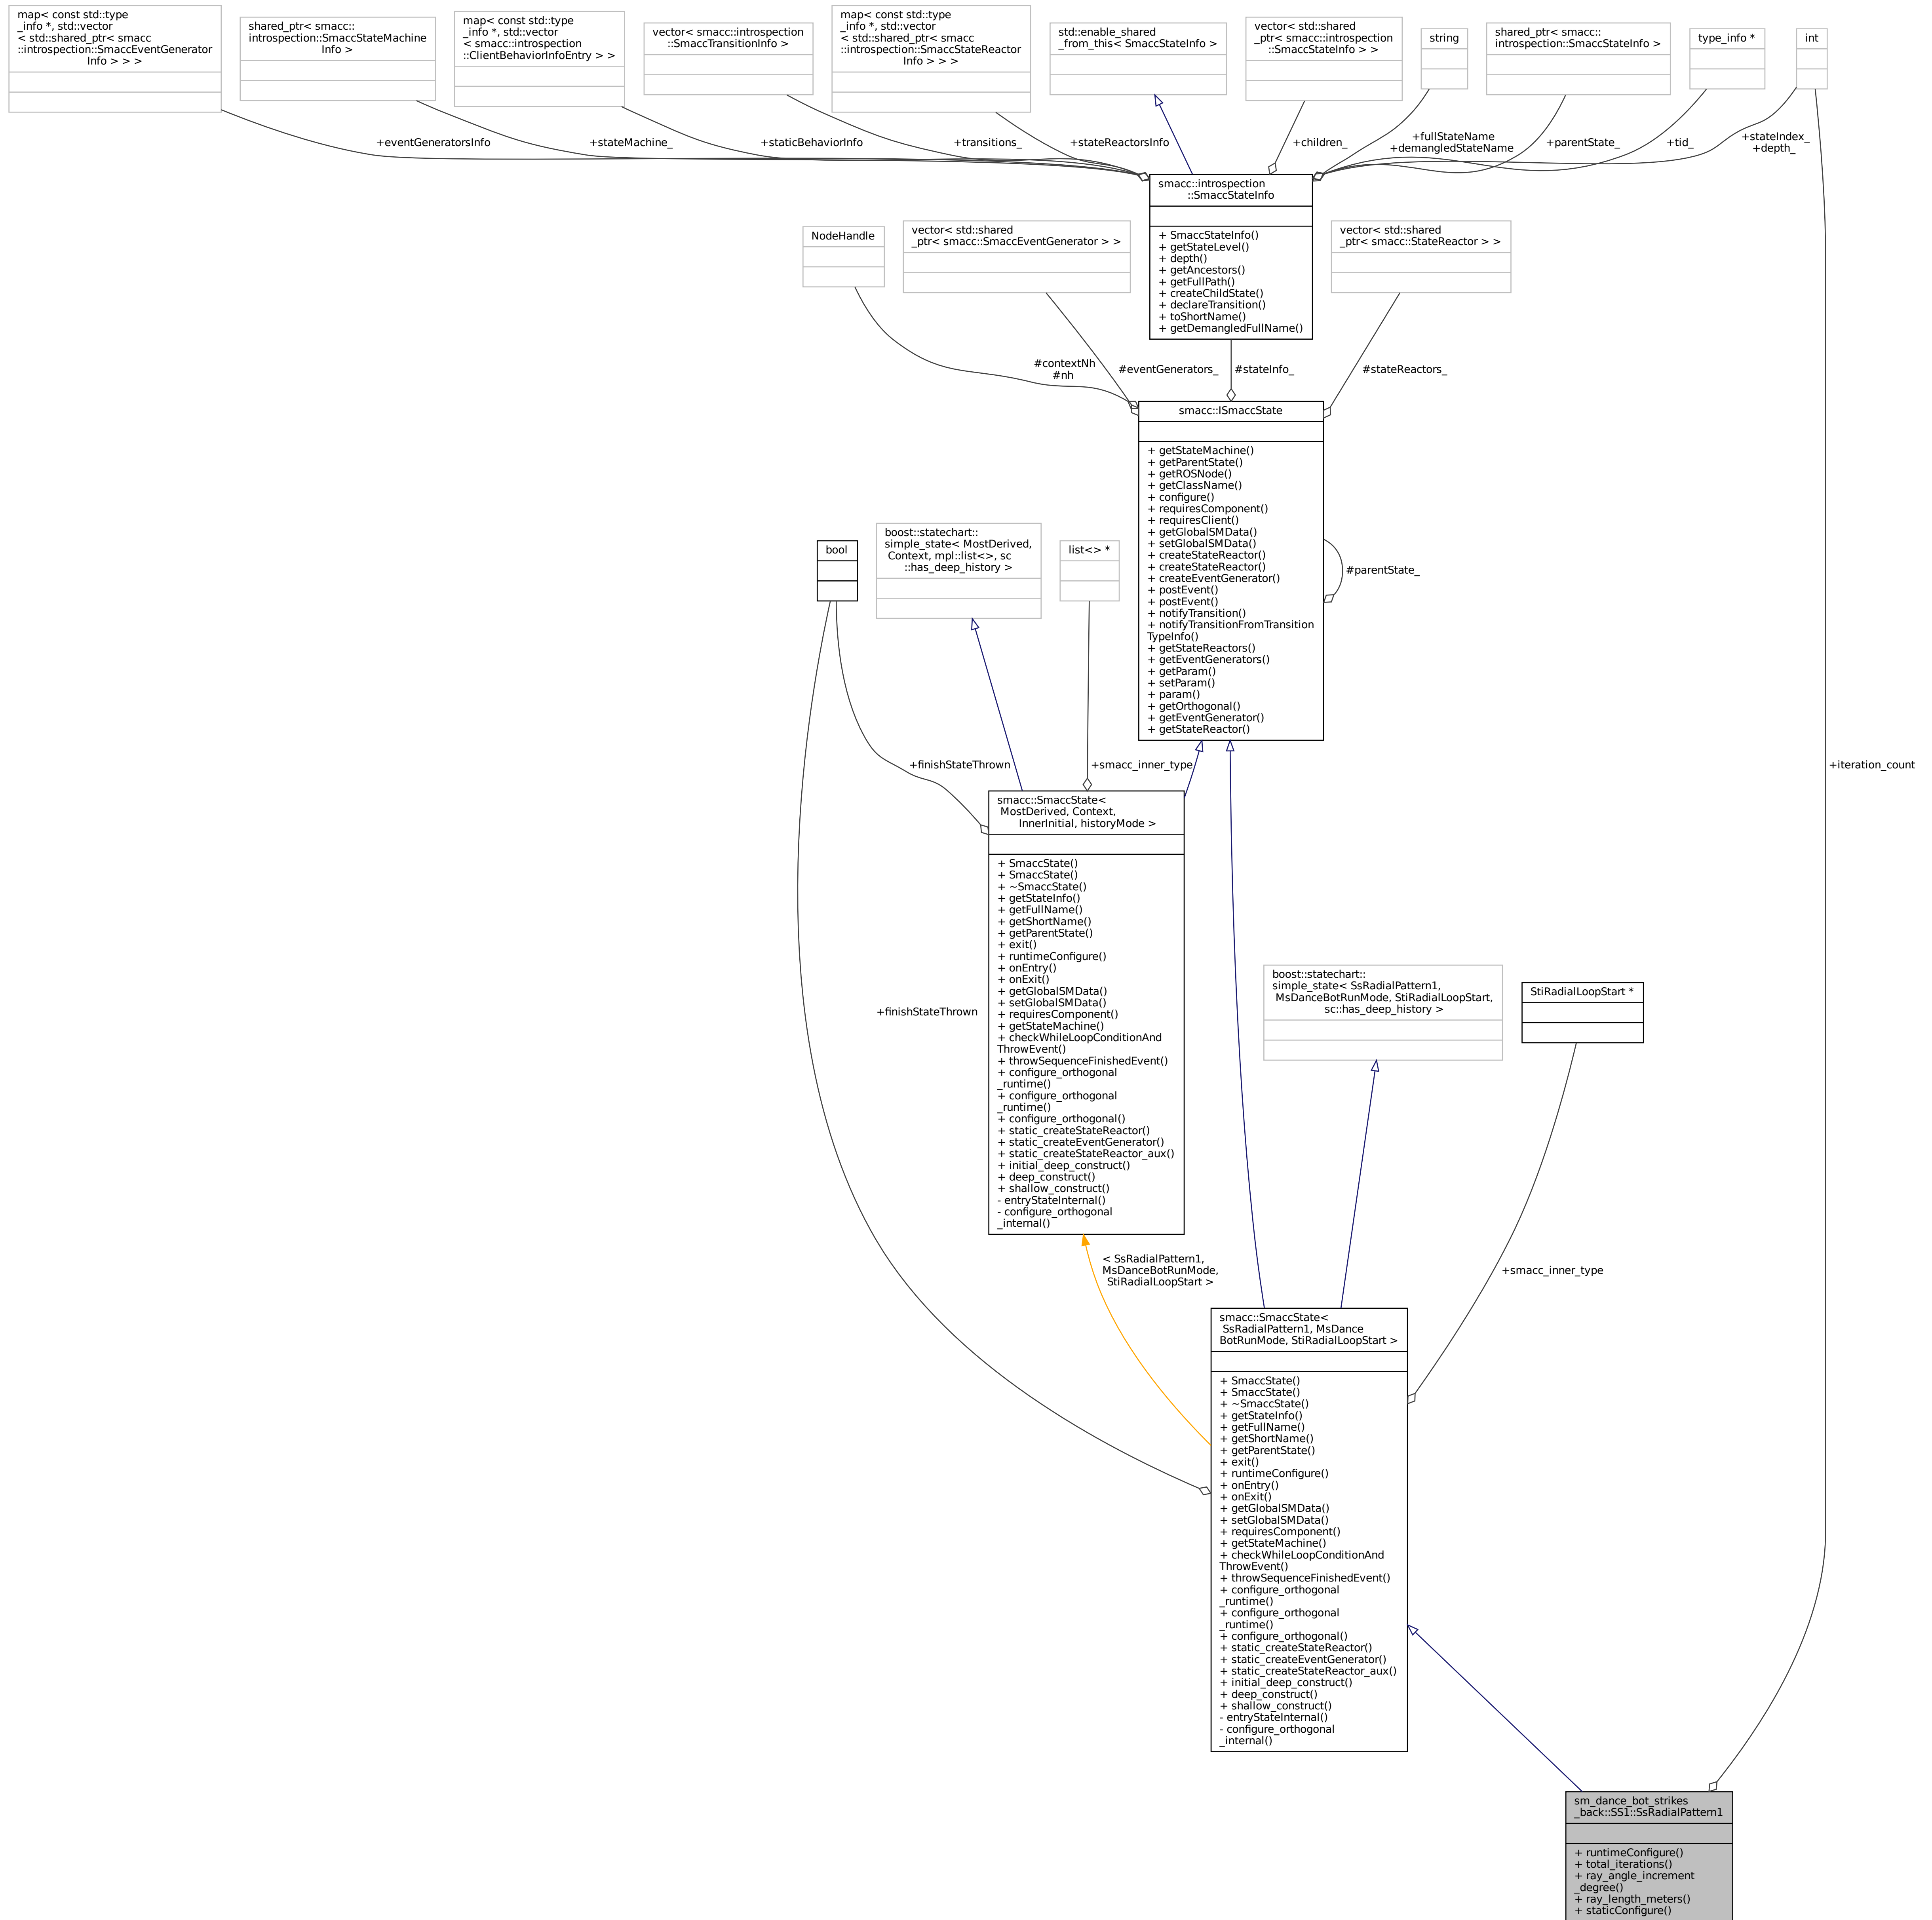 map< const std::type
_info *, std::vector
< std::shared_ptr< smacc
::introspection::SmaccEventGenerator
Info > > >
shared_ptr< smacc::
introspection::SmaccStateMachine
Info >
map< const std::type
_info *, std::vector
< smacc::introspection
::ClientBehaviorInfoEntry > >
vector< smacc::introspection
::SmaccTransitionInfo >
map< const std::type
_info *, std::vector
< std::shared_ptr< smacc
::introspection::SmaccStateReactor
Info > > >
std::enable_shared
_from_this< SmaccStateInfo >
vector< std::shared
_ptr< smacc::introspection
::SmaccStateInfo > >
string
shared_ptr< smacc::
introspection::SmaccStateInfo >
type_info *
int
+eventGeneratorsInfo
+stateMachine_
+staticBehaviorInfo
+transitions_
+stateReactorsInfo
+children_
+fullStateName
+demangledStateName
+parentState_
+tid_
+stateIndex_
+depth_
smacc::introspection
::SmaccStateInfo
+ SmaccStateInfo()
+ getStateLevel()
+ depth()
+ getAncestors()
+ getFullPath()
+ createChildState()
+ declareTransition()
+ toShortName()
+ getDemangledFullName()
NodeHandle
vector< std::shared
_ptr< smacc::SmaccEventGenerator > >
vector< std::shared
_ptr< smacc::StateReactor > >
#contextNh
#nh
#eventGenerators_
#stateInfo_
#stateReactors_
smacc::ISmaccState
+ getStateMachine()
+ getParentState()
+ getROSNode()
+ getClassName()
+ configure()
+ requiresComponent()
+ requiresClient()
+ getGlobalSMData()
+ setGlobalSMData()
+ createStateReactor()
+ createStateReactor()
+ createEventGenerator()
+ postEvent()
+ postEvent()
+ notifyTransition()
+ notifyTransitionFromTransition
TypeInfo()
+ getStateReactors()
+ getEventGenerators()
+ getParam()
+ setParam()
+ param()
+ getOrthogonal()
+ getEventGenerator()
+ getStateReactor()
#parentState_
bool
boost::statechart::
simple_state< MostDerived,
Context, mpl::list<>, sc
::has_deep_history >
list<> *
+finishStateThrown
+smacc_inner_type
+iteration_count
smacc::SmaccState<
MostDerived, Context,
InnerInitial, historyMode >
+ SmaccState()
+ SmaccState()
+ ~SmaccState()
+ getStateInfo()
+ getFullName()
+ getShortName()
+ getParentState()
+ exit()
+ runtimeConfigure()
+ onEntry()
+ onExit()
+ getGlobalSMData()
+ setGlobalSMData()
+ requiresComponent()
+ getStateMachine()
+ checkWhileLoopConditionAnd
ThrowEvent()
+ throwSequenceFinishedEvent()
+ configure_orthogonal
_runtime()
+ configure_orthogonal
_runtime()
+ configure_orthogonal()
+ static_createStateReactor()
+ static_createEventGenerator()
+ static_createStateReactor_aux()
+ initial_deep_construct()
+ deep_construct()
+ shallow_construct()
- entryStateInternal()
- configure_orthogonal
_internal()
+finishStateThrown
boost::statechart::
simple_state< SsRadialPattern1,
MsDanceBotRunMode, StiRadialLoopStart,
sc::has_deep_history >
StiRadialLoopStart *
< SsRadialPattern1,
MsDanceBotRunMode,
StiRadialLoopStart >
+smacc_inner_type
smacc::SmaccState<
SsRadialPattern1, MsDance
BotRunMode, StiRadialLoopStart >
+ SmaccState()
+ SmaccState()
+ ~SmaccState()
+ getStateInfo()
+ getFullName()
+ getShortName()
+ getParentState()
+ exit()
+ runtimeConfigure()
+ onEntry()
+ onExit()
+ getGlobalSMData()
+ setGlobalSMData()
+ requiresComponent()
+ getStateMachine()
+ checkWhileLoopConditionAnd
ThrowEvent()
+ throwSequenceFinishedEvent()
+ configure_orthogonal
_runtime()
+ configure_orthogonal
_runtime()
+ configure_orthogonal()
+ static_createStateReactor()
+ static_createEventGenerator()
+ static_createStateReactor_aux()
+ initial_deep_construct()
+ deep_construct()
+ shallow_construct()
- entryStateInternal()
- configure_orthogonal
_internal()
sm_dance_bot_strikes
_back::SS1::SsRadialPattern1
+ runtimeConfigure()
+ total_iterations()
+ ray_angle_increment
_degree()
+ ray_length_meters()
+ staticConfigure()